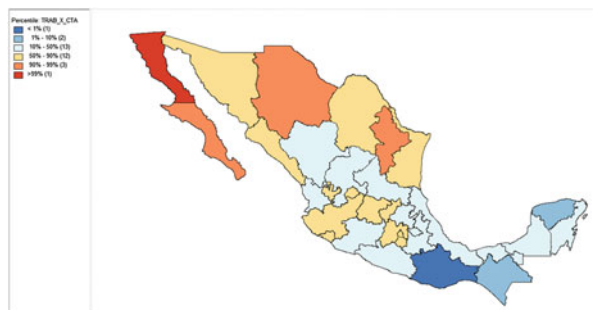 Percentile: TRAB_X_CTA
< 1% (1)
1% - 10% (2)
10% - 50% (13)
50% - 90% (12)
90% - 99% (3)
>99% (1)